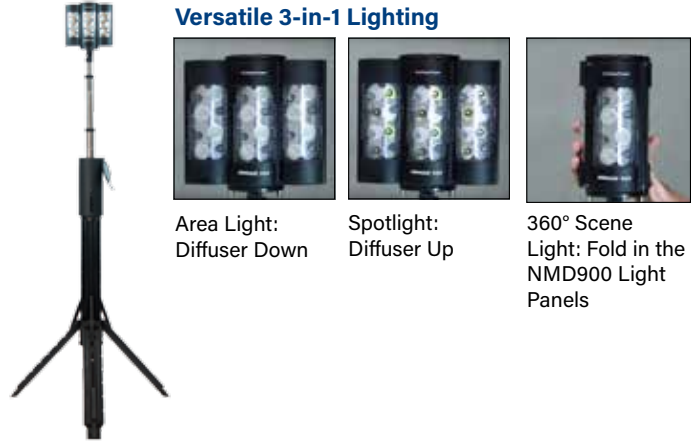 Versatile 3-in-1 Lighting
Area Light:
Diffuser Down
Spotlight:
Diffuser Up
360° Scene
Light: Fold in the
NMD900 Light
Panels